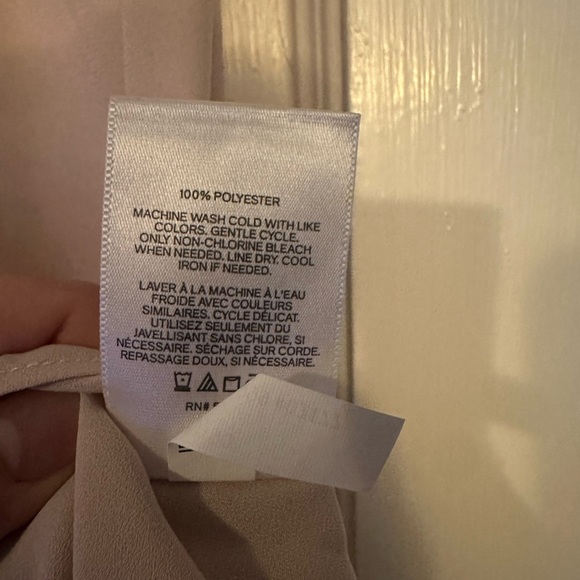 100% POLYESTER
MACHINE WASH COLD WITH LIKE
COLORS. GENTLE CYCLE.
ONLY NON-CHLORINE BLEACH
WHEN NEEDED. LINE DRY. COOL
IRON IF NEEDED.
LAVER À LA MACHINE À L'EAU
FROIDE AVEC COULEURS
SIMILAIRES. CYCLE DÉLICAT.
UTILISEZ SEULEMENT DU
JAVELLISANT SANS CHLORE, SI
NÉCESSAIRE. SÉCHAGE SUR CORDE.
REPASSAGE DOUX, SI NÉCESSAIRE.
RN#